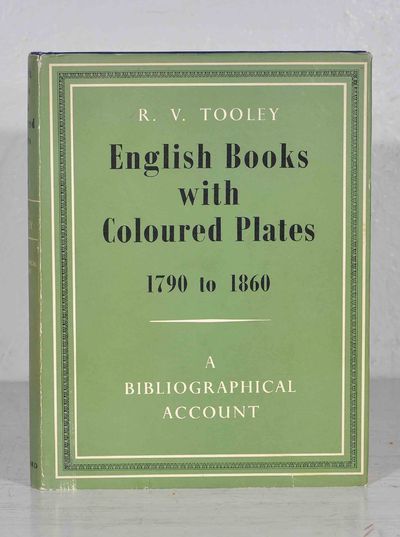 R. V. TOOLEY
English Books
with
Coloured Plates
1790 to 1860
A
BIBLIOGRAPHICAL
ACCOUNT